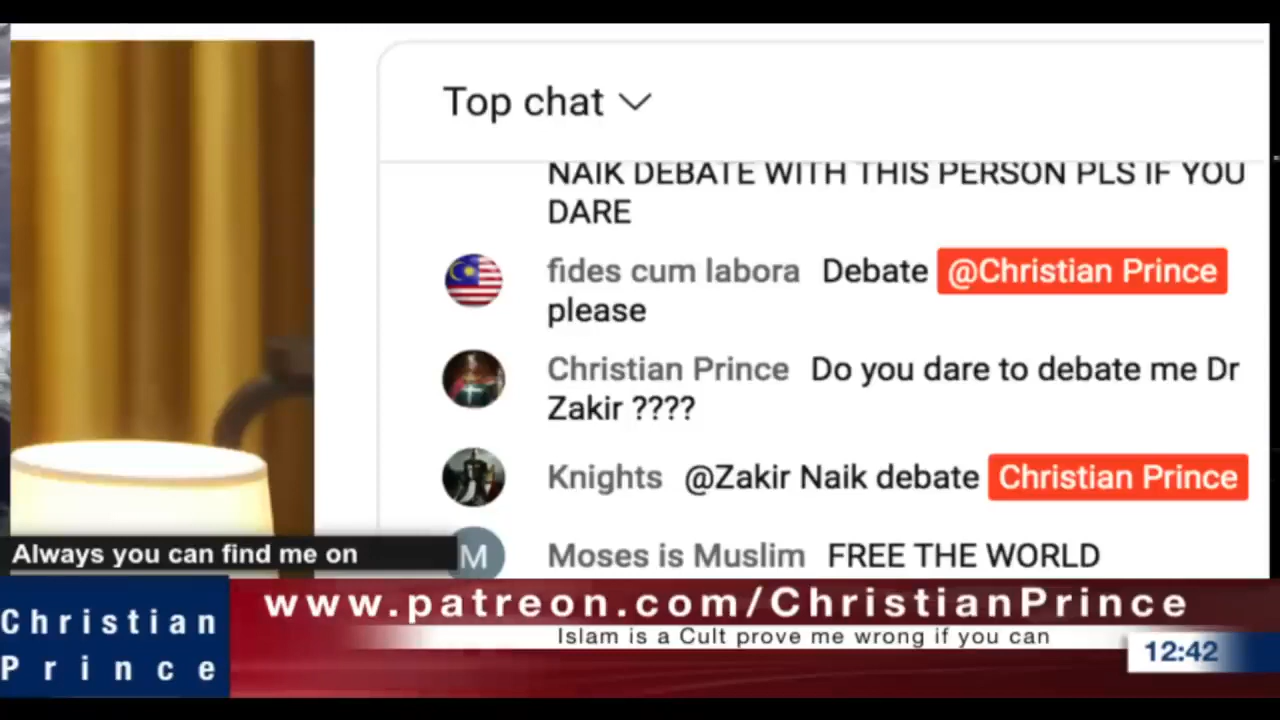 Top chat
NAIK DEBATE WITH THIS PERSON PLS IF YOU
DARE
fides cum labora Debate @Christian Prince
please
Christian Prince Do you dare to debate me Dr
Zakir ????
Knights @Zakir Naik debate Christian Prince
M Moses is Muslim FREE THE WORLD
Always you can find me on
www.patreon.com/ChristianPrince
Islam is a Cult prove me wrong if you can
Christian
Prince
12:42